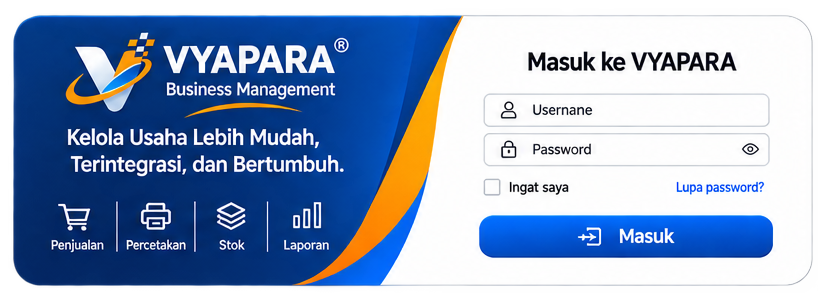 VYAPARA®
Business Management
Kelola Usaha Lebih Mudah,
Terintegrasi, dan Bertumbuh.
Penjualan
Percetakan
Stok
Laporan
Masuk ke VYAPARA
Usernane
Password
Ingat saya
Lupa password?
Masuk